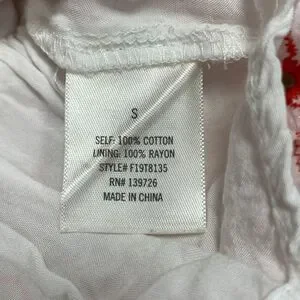 S
SELF: 100% COTTON
LINING: 100% RAYON
STYLE# F19T8135
RN# 139726
MADE IN CHINA